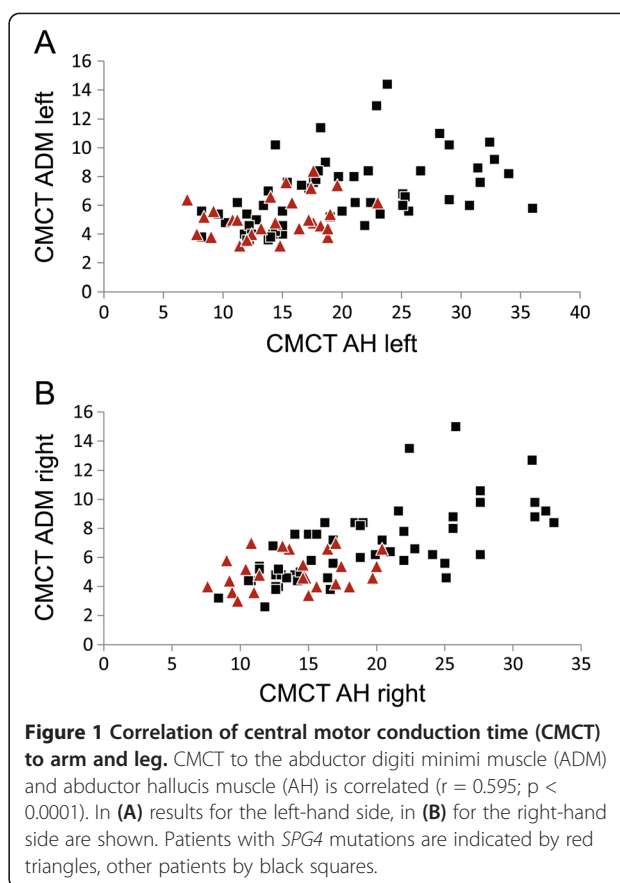 A
CMCT ADM left
16
14
12
10
8
6
4
2
0
0 5 10 15 20 25 30 35 40
CMCT AH left
B
CMCT ADM right
16
14
12
10
8
6
4
2
0
0 5 10 15 20 25 30 35
CMCT AH right
Figure 1 Correlation of central motor conduction time (CMCT)
to arm and leg. CMCT to the abductor digiti minimi muscle (ADM)
and abductor hallucis muscle (AH) is correlated (r = 0.595; p <
0.0001). In (A) results for the left-hand side, in (B) for the right-hand
side are shown. Patients with SPG4 mutations are indicated by red
triangles, other patients by black squares.